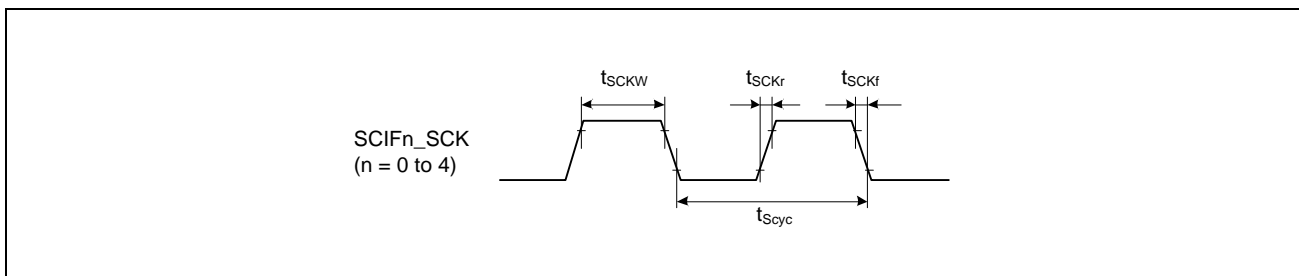 tSCKW
tSCKr
tSCKf
SCIFn_SCK
(n = 0 to 4)
tScyc